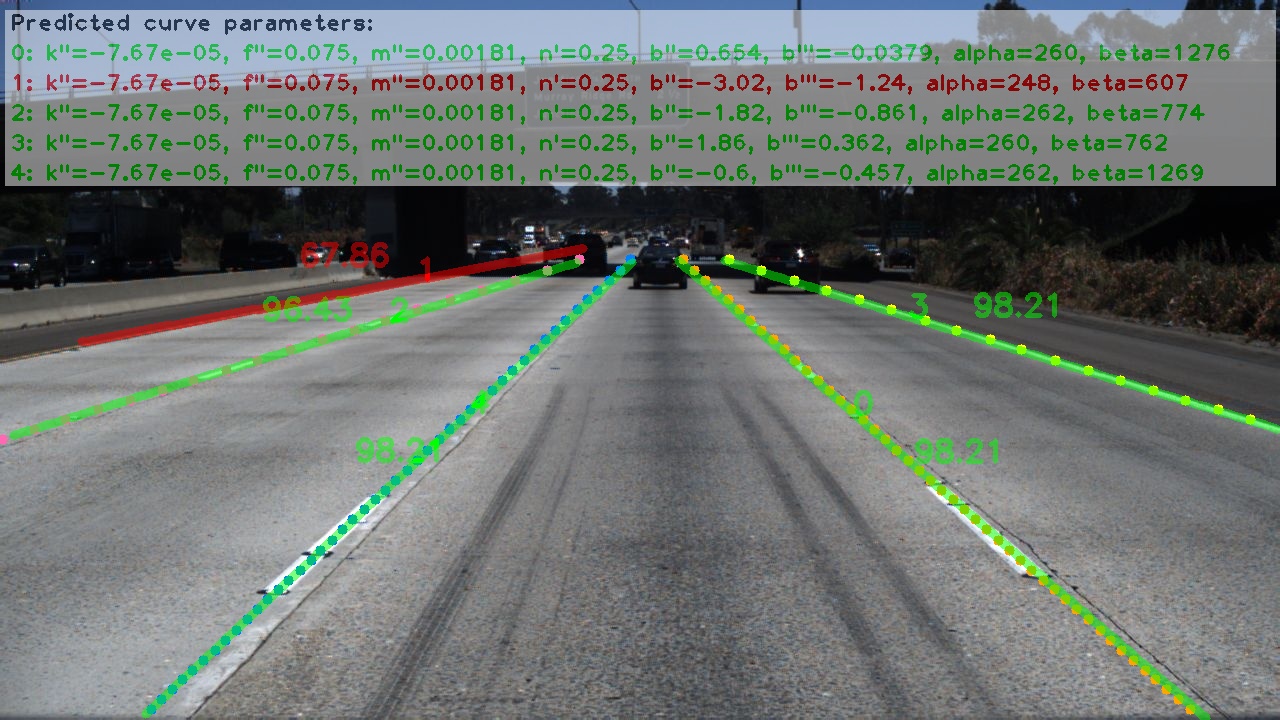 Predicted curve parameters:
0: k''=-7.67e-05, f''=0.075, m''=0.00181, n'=0.25, b''=0.654, b'''=-0.0379, alpha=260, beta=1276
1: k''=-7.67e-05, f''=0.075, m''=0.00181, n'=0.25, b''=-3.02, b'''=-1.24, alpha=248, beta=607
2: k''=-7.67e-05, f''=0.075, m''=0.00181, n'=0.25, b''=-1.82, b'''=-0.861, alpha=262, beta=774
3: k''=-7.67e-05, f''=0.075, m''=0.00181, n'=0.25, b''=1.86, b'''=0.362, alpha=260, beta=762
4: k''=-7.67e-05, f''=0.075, m''=0.00181, n'=0.25, b''=-0.6, b'''=-0.457, alpha=262, beta=1269
67.86 1
96.43 2
3 98.21
4 0
98.21 98.21